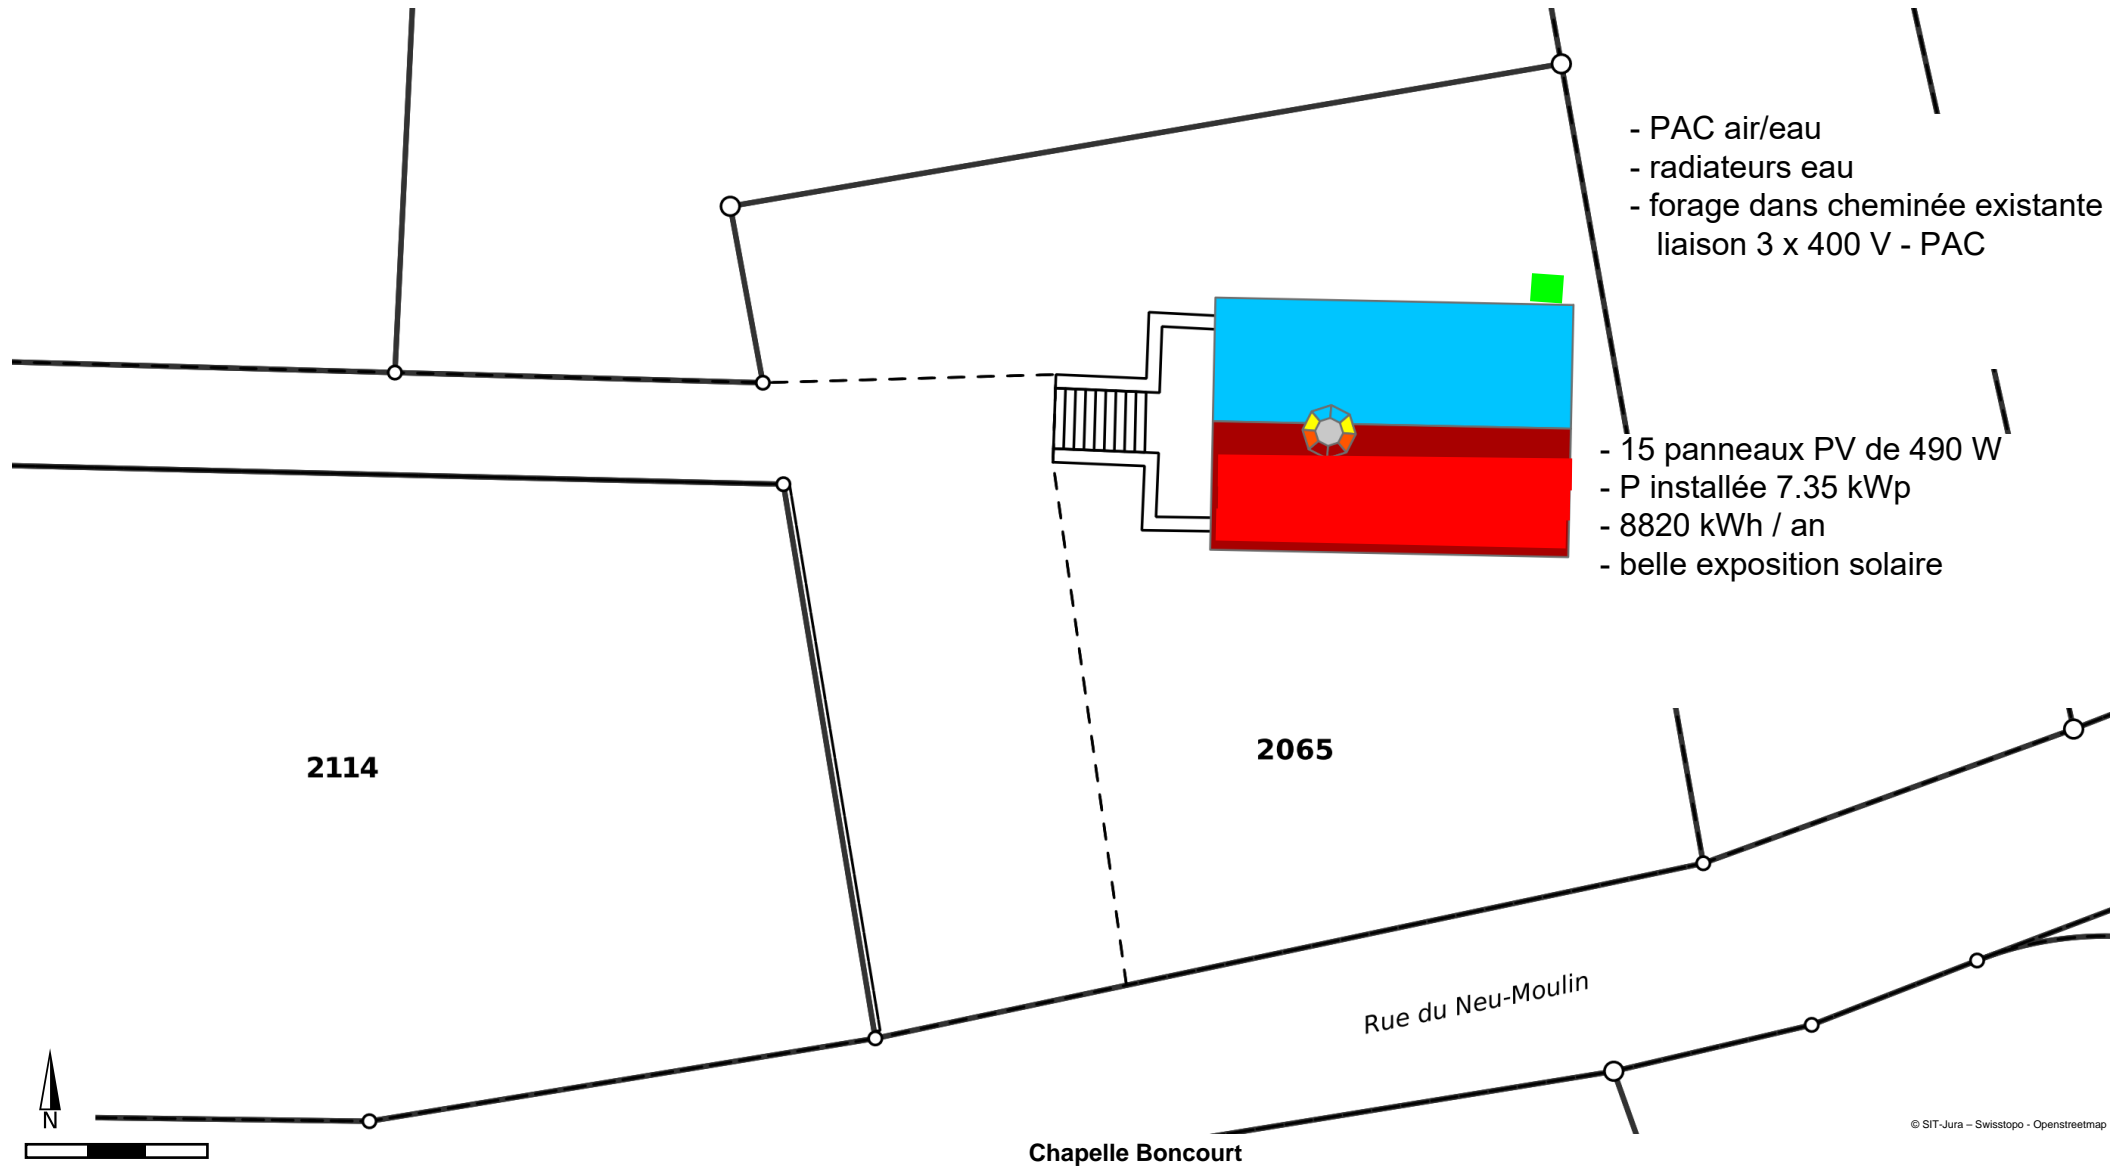 - PAC air/eau
- radiateurs eau
- forage dans cheminée existante
liaison 3 x 400 V - PAC
- 15 panneaux PV de 490 W
- P installée 7.35 kWp
- 8820 kWh / an
- belle exposition solaire
2114
2065
Rue du Neu-Moulin
N
© SIT-Jura – Swisstopo - Openstreetmap
Chapelle Boncourt